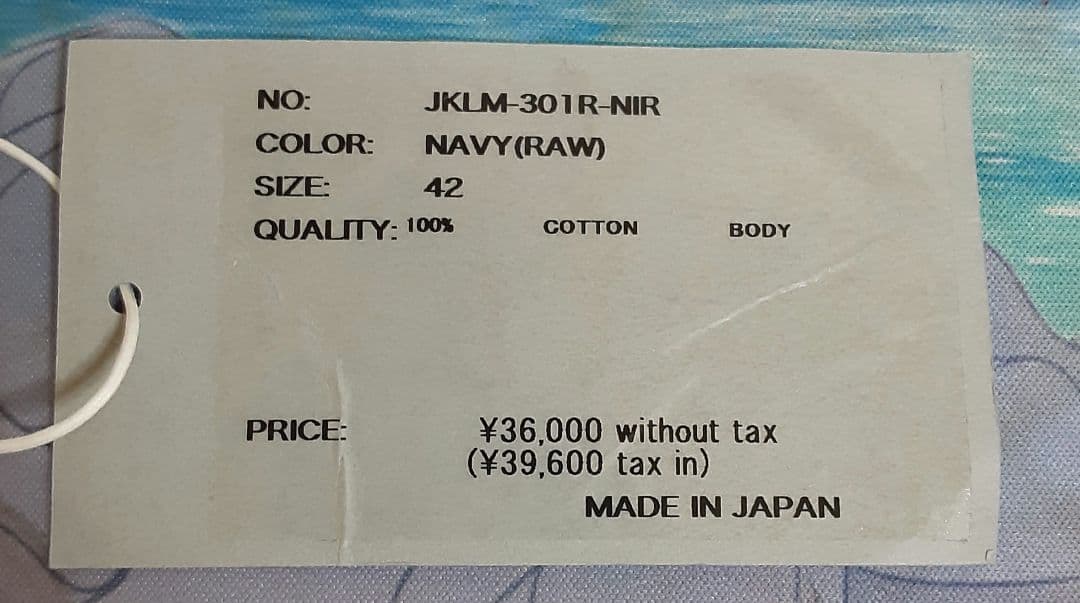 NO: JKLM-301R-NIR
COLOR: NAVY(RAW)
SIZE: 42
QUALITY: 100% COTTON BODY
PRICE: ¥36,000 without tax
(¥39,600 tax in)
MADE IN JAPAN